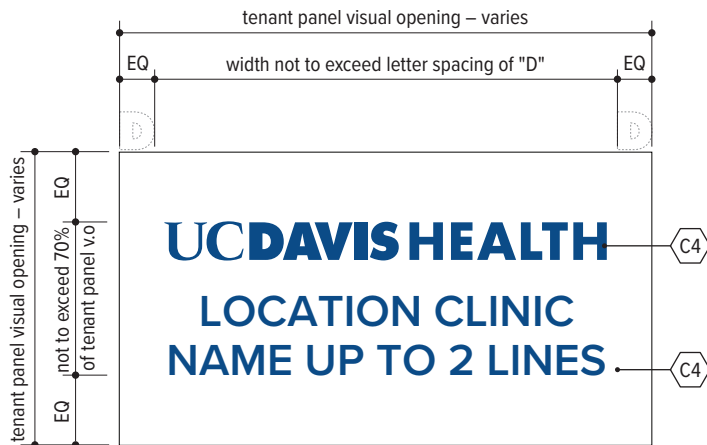 tenant panel visual opening – varies
EQ
width not to exceed letter spacing of "D"
EQ
D
D
tenant panel visual opening – varies
EQ
not to exceed 70%
of tenant panel v.o
EQ
UCDAVIS HEALTH
C4
LOCATION CLINIC
NAME UP TO 2 LINES
C4